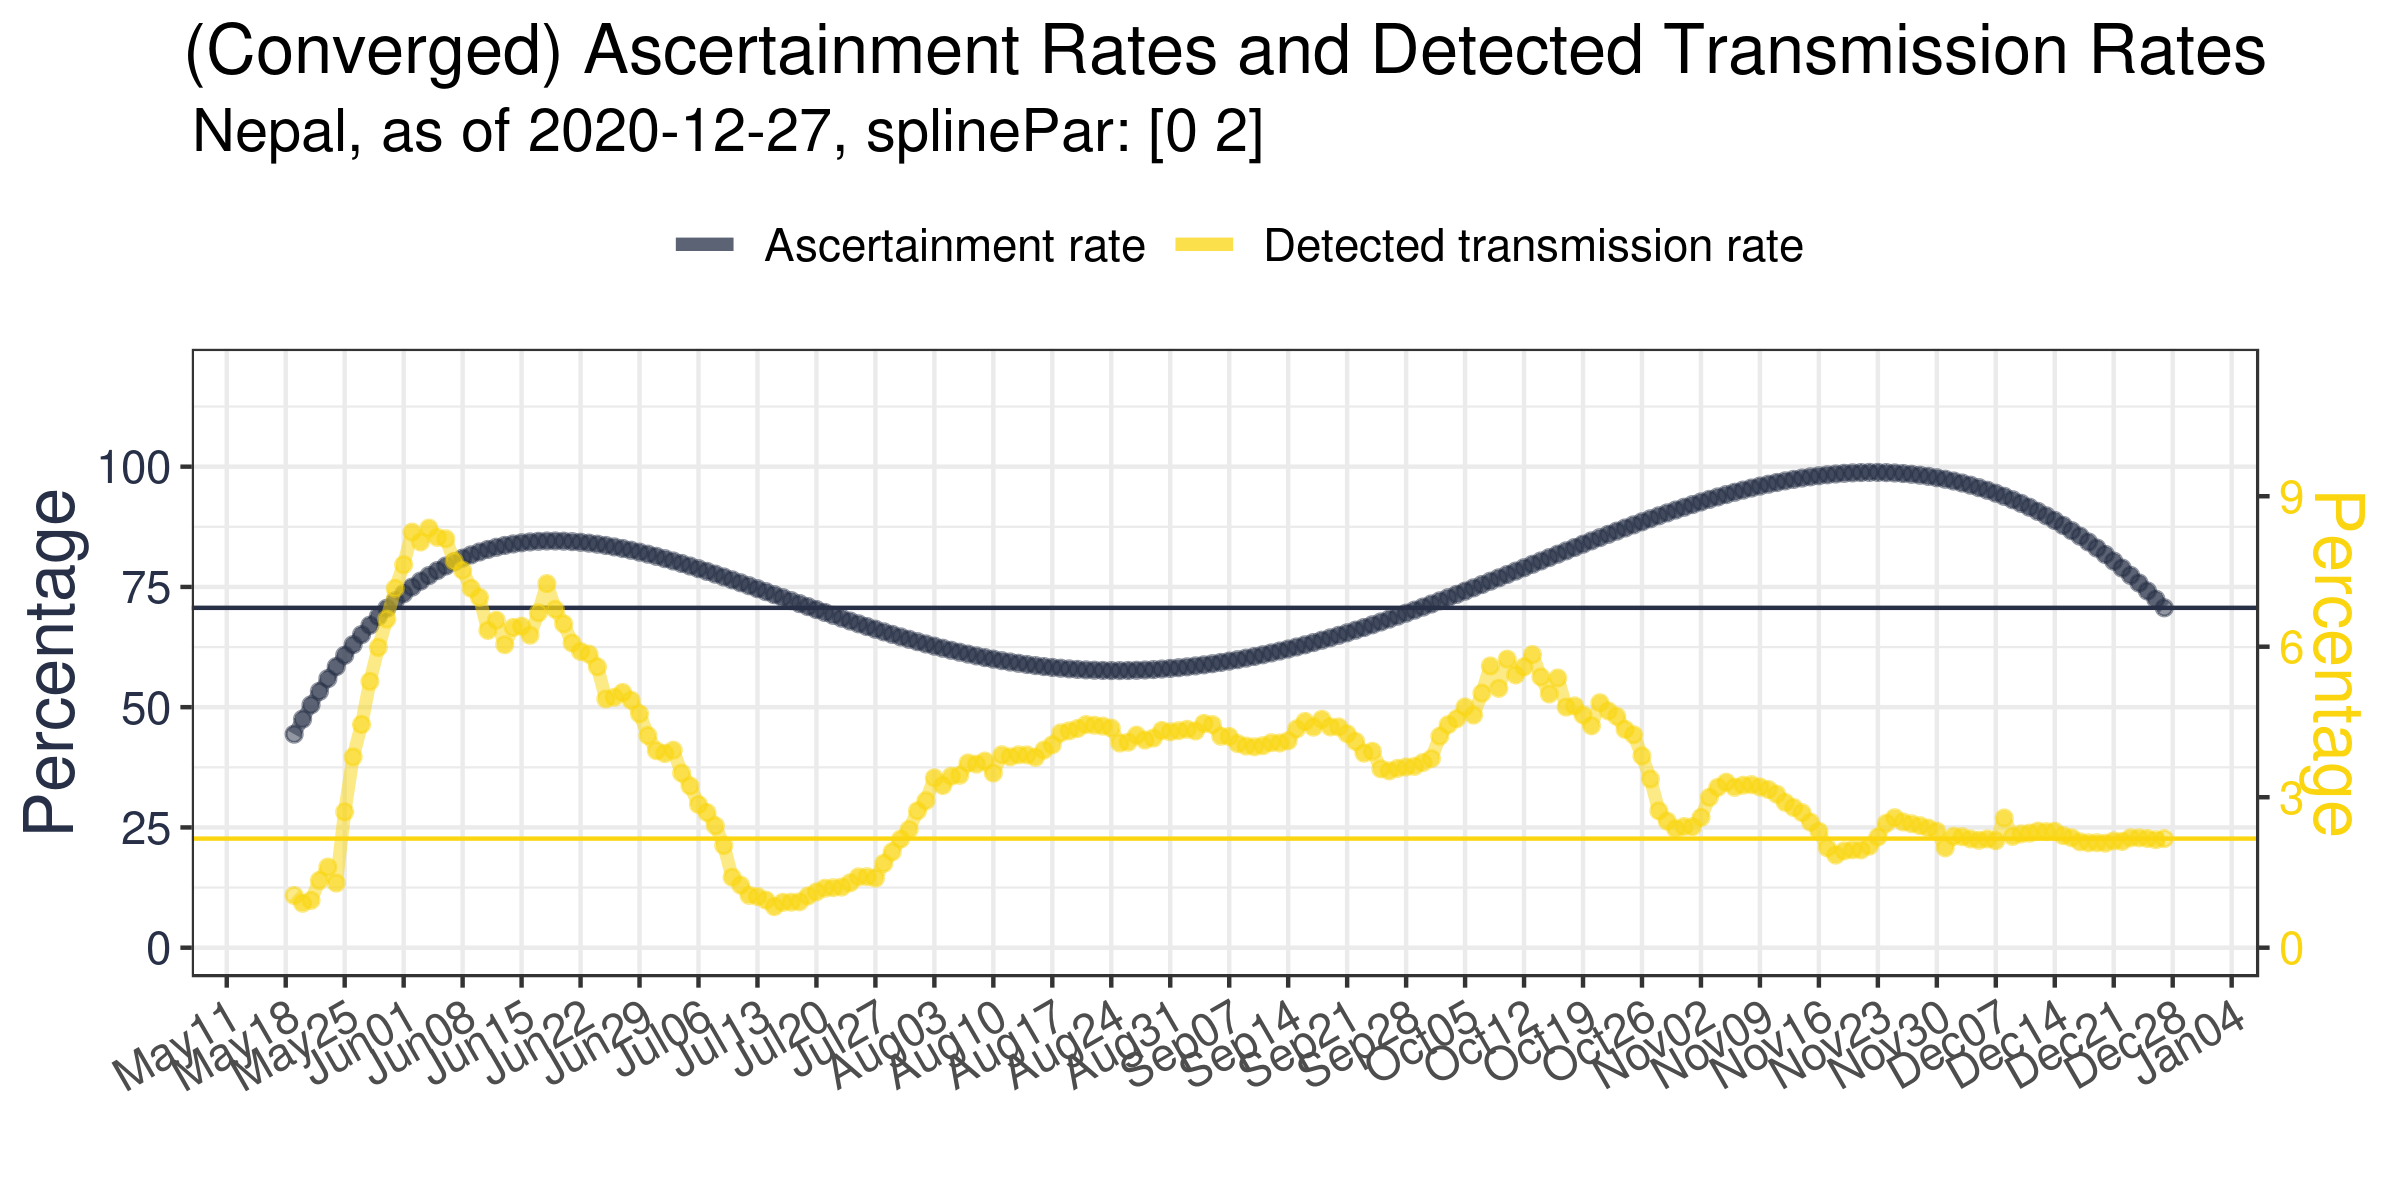 (Converged) Ascertainment Rates and Detected Transmission Rates
Nepal, as of 2020-12-27, splinePar: [0 2]
Ascertainment rate
Detected transmission rate
Percentage
100
75
50
25
0
9
6
3
0
Percentage
May11
May18
May25
Jun01
Jun08
Jun15
Jun22
Jun29
Jul06
Jul13
Jul20
Jul27
Aug03
Aug10
Aug17
Aug24
Aug31
Sep07
Sep14
Sep21
Sep28
Oct05
Oct12
Oct19
Oct26
Nov02
Nov09
Nov16
Nov23
Nov30
Dec07
Dec14
Dec21
Dec28
Jan04